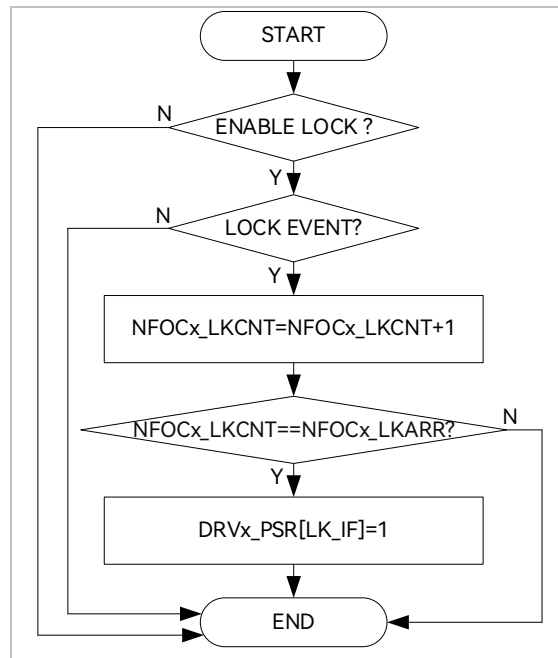 START
N
ENABLE LOCK ?
Y
N
LOCK EVENT?
Y
NFOCx_LKCNT=NFOCx_LKCNT+1
N
NFOCx_LKCNT==NFOCx_LKARR?
Y
DRVx_PSR[LK_IF]=1
END